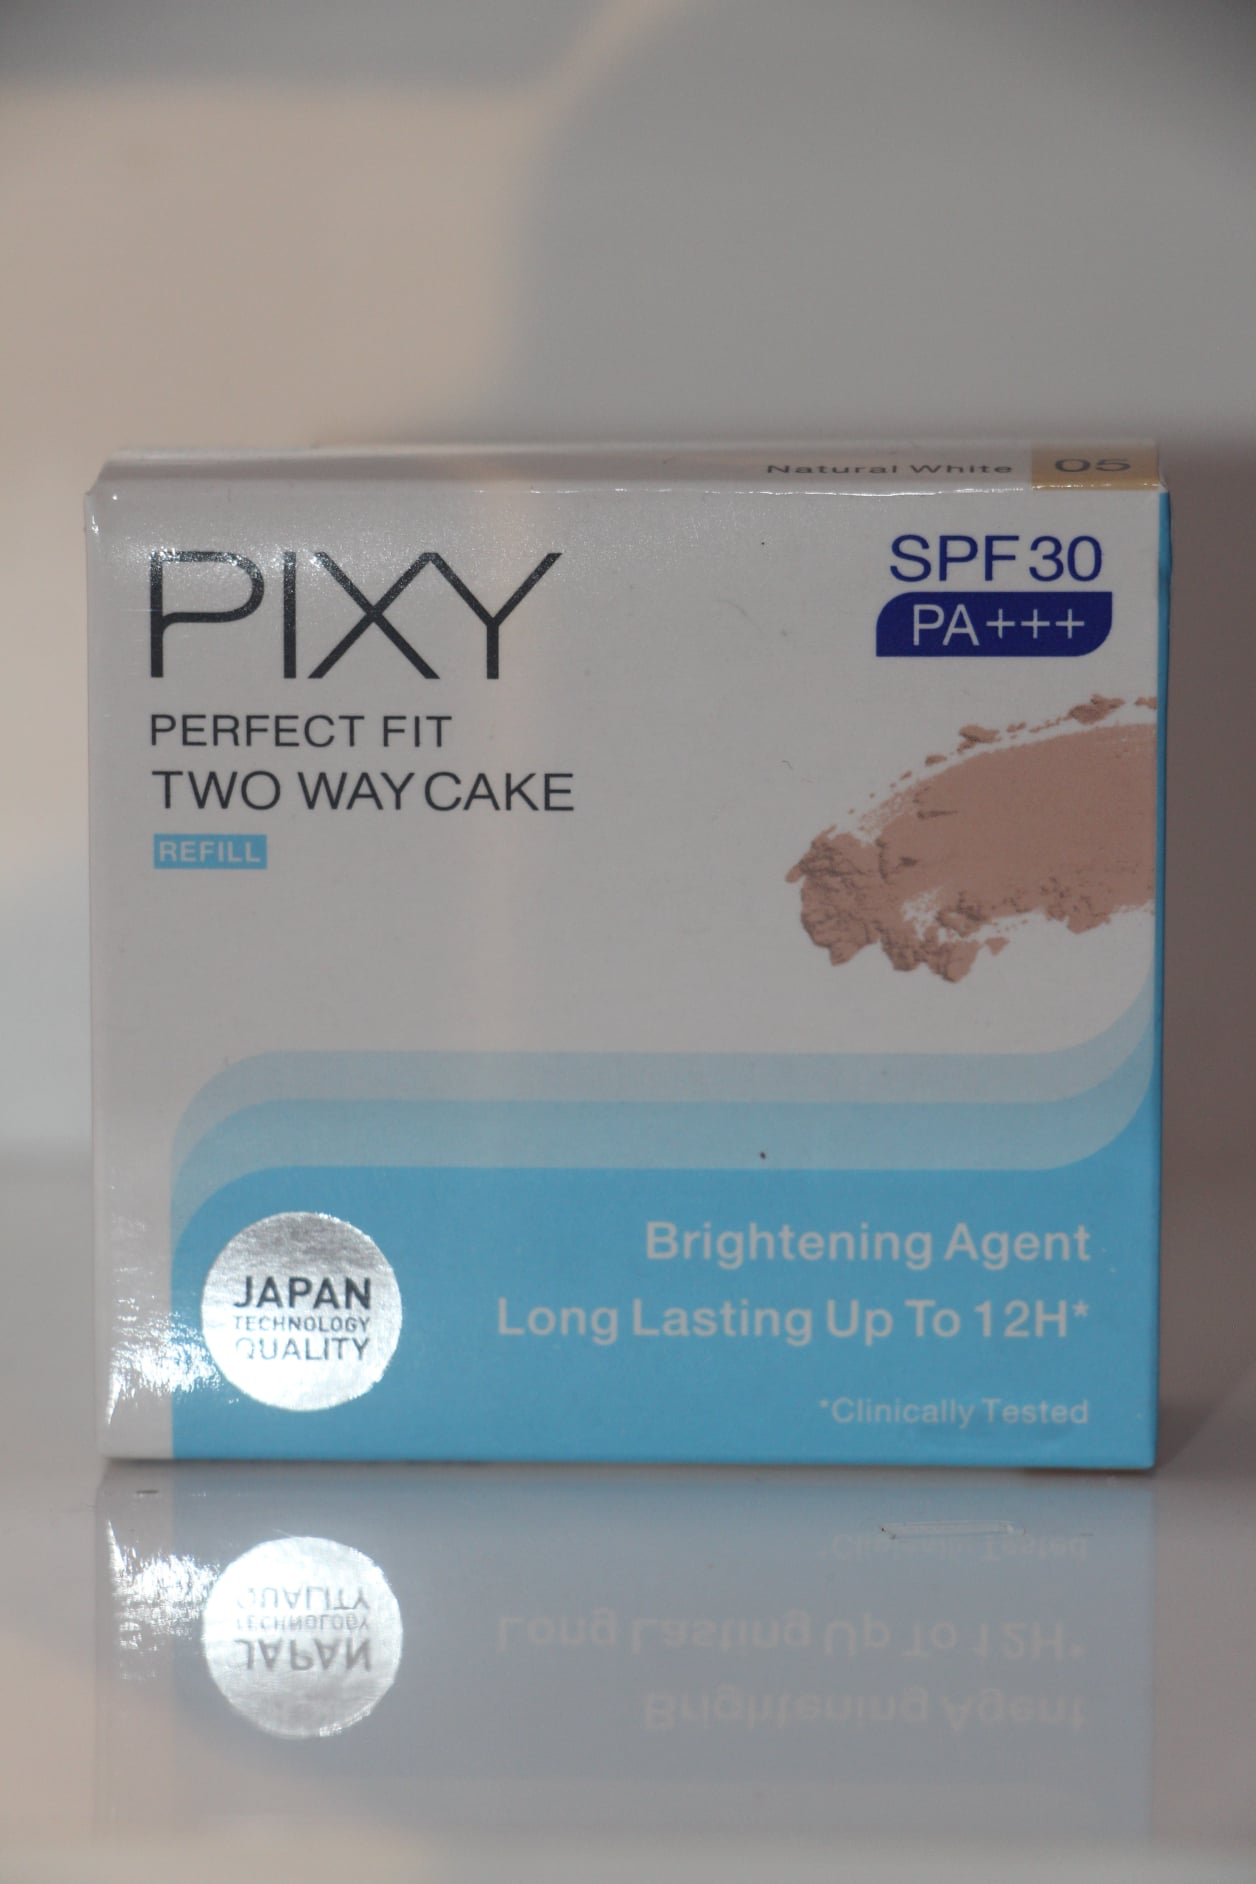 Natural White 05
PIXY
SPF 30
PA+++
PERFECT FIT
TWO WAY CAKE
REFILL
Brightening Agent
Long Lasting Up To 12H*
*Clinically Tested
JAPAN
TECHNOLOGY
QUALITY